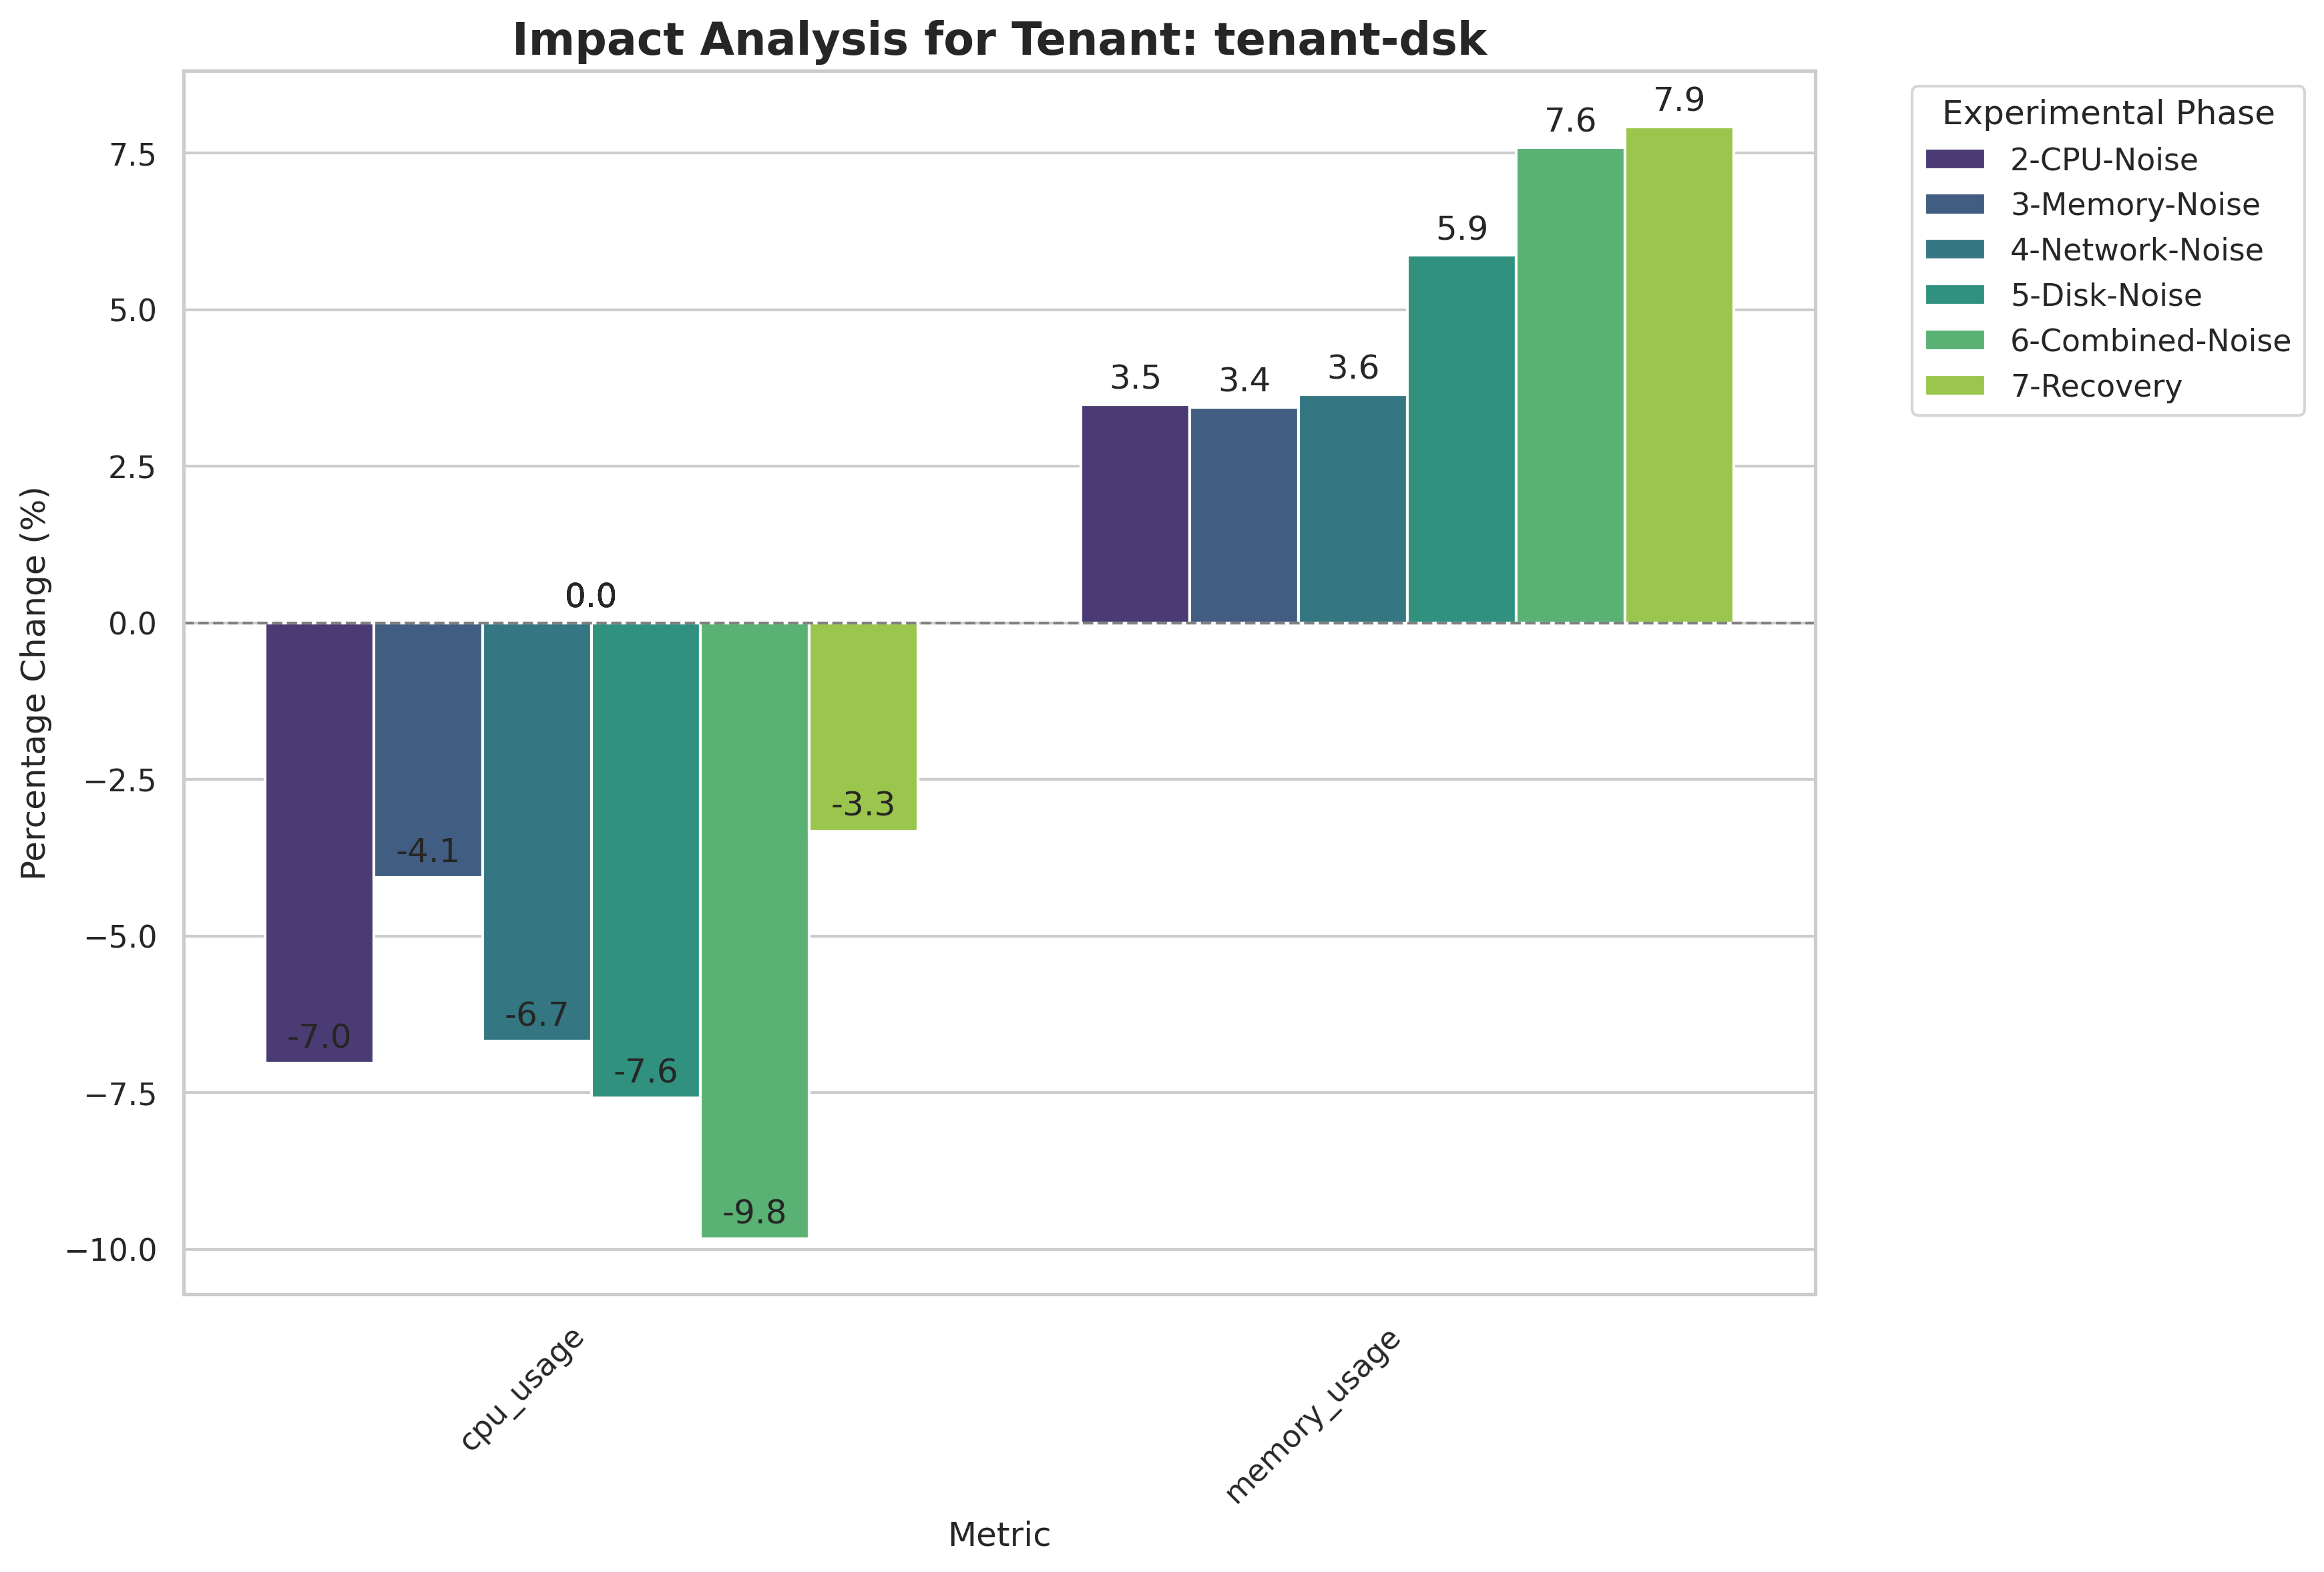 Impact Analysis for Tenant: tenant-dsk
Experimental Phase
2-CPU-Noise
3-Memory-Noise
4-Network-Noise
5-Disk-Noise
6-Combined-Noise
7-Recovery
Percentage Change (%)
7.5
5.0
2.5
0.0
−2.5
−5.0
−7.5
−10.0
0.0
-7.0
-4.1
-6.7
-7.6
-9.8
-3.3
3.5
3.4
3.6
5.9
7.6
7.9
cpu_usage
memory_usage
Metric